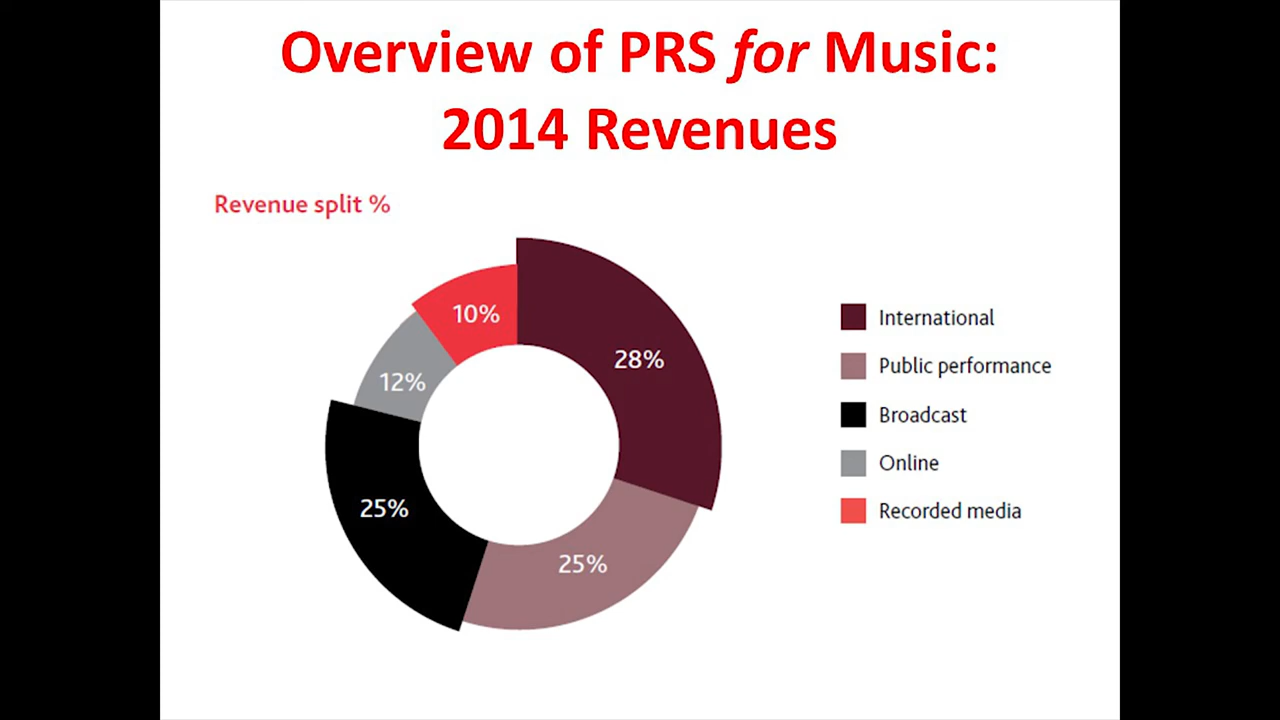 Overview of PRS for Music:
2014 Revenues
Revenue split %
10%
28%
12%
25%
25%
International
Public performance
Broadcast
Online
Recorded media